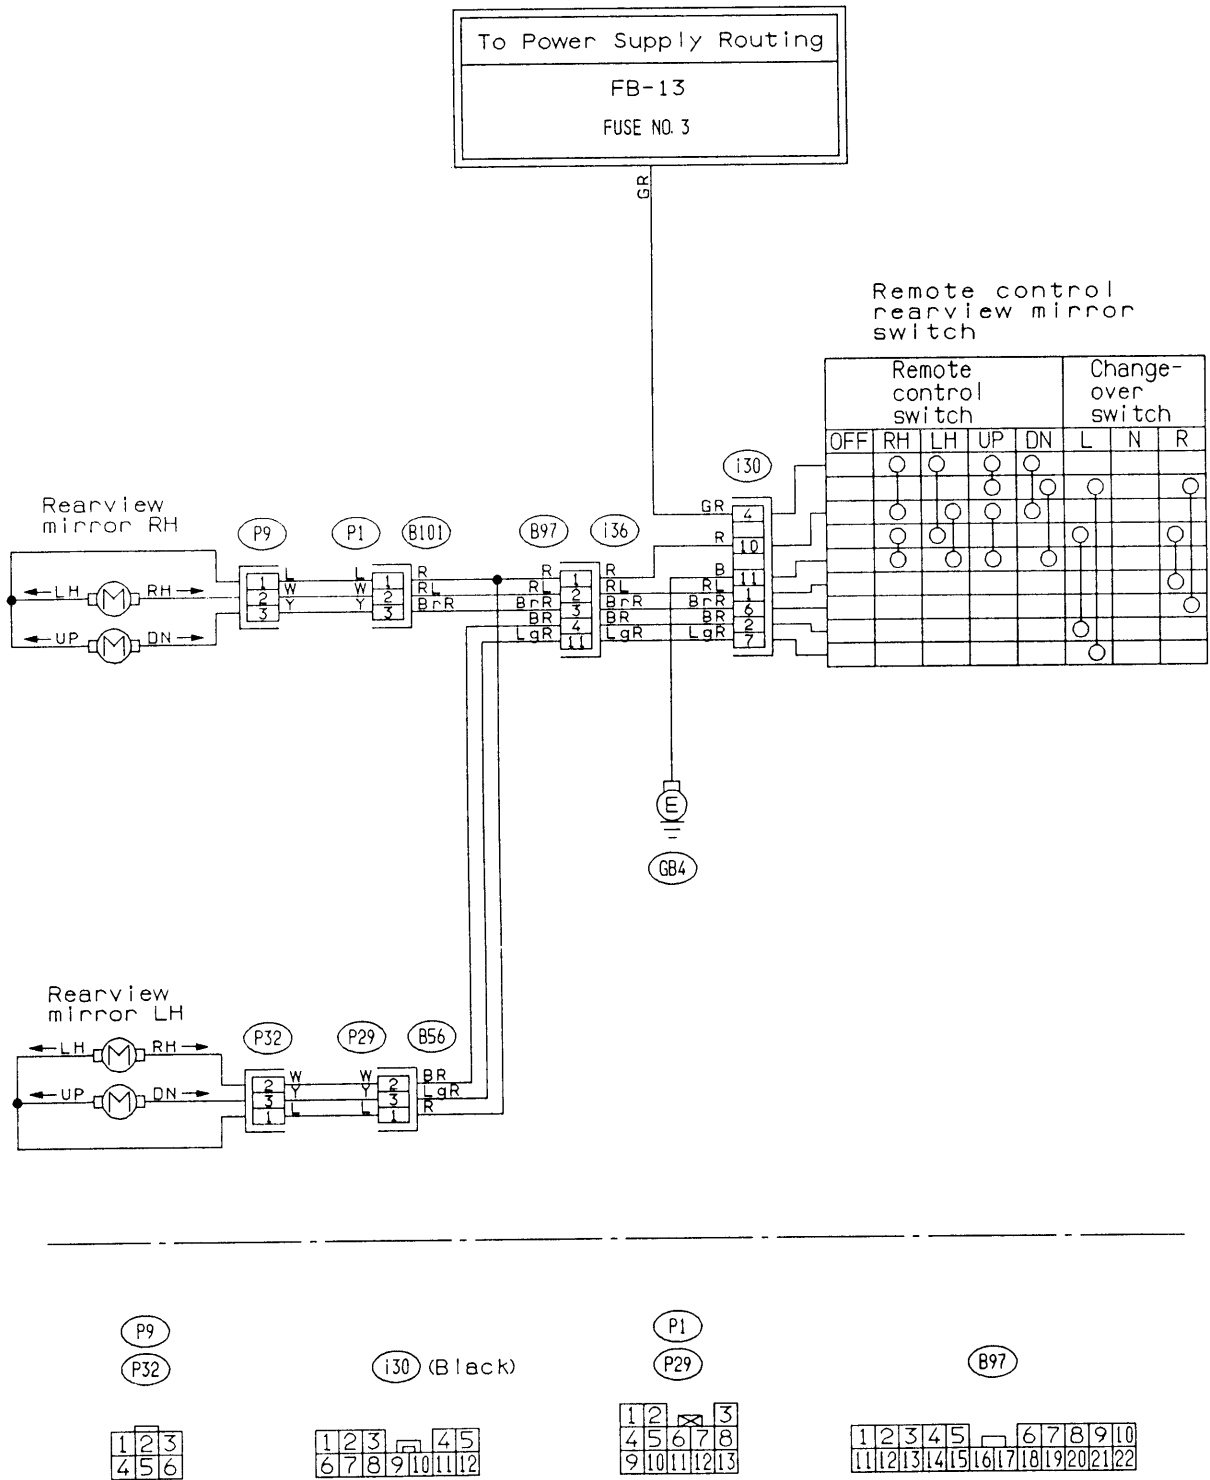 To Power Supply Routing
FB-13
FUSE NO. 3
GR
Remote control
rearview mirror
switch
Remote
control
switch
Change-
over
switch
OFF RH LH UP DN L N R
i30
GR 4
R 10
B 11
RL 1
BrR 6
BR 2
LgR 7
Rearview
mirror RH
P9 P1 B101 B97 i36
LH M RH
UP M DN
1 L L 1 R R 1 R
2 W W 2 RL RL 2 RL
3 Y Y 3 BrR BrR 3 BrR
BR 4 BR
LgR 11 LgR
E
GB4
Rearview
mirror LH
P32 P29 B56
LH M RH
UP M DN
2 W W 2 BR
3 Y Y 3 LgR
1 L L 1 R
P9
P32
1 2 3
4 5 6
i30 (Black)
1 2 3 4 5
6 7 8 9 10 11 12
P1
P29
1 2 3
4 5 6 7 8
9 10 11 12 13
B97
1 2 3 4 5 6 7 8 9 10
11 12 13 14 15 16 17 18 19 20 21 22